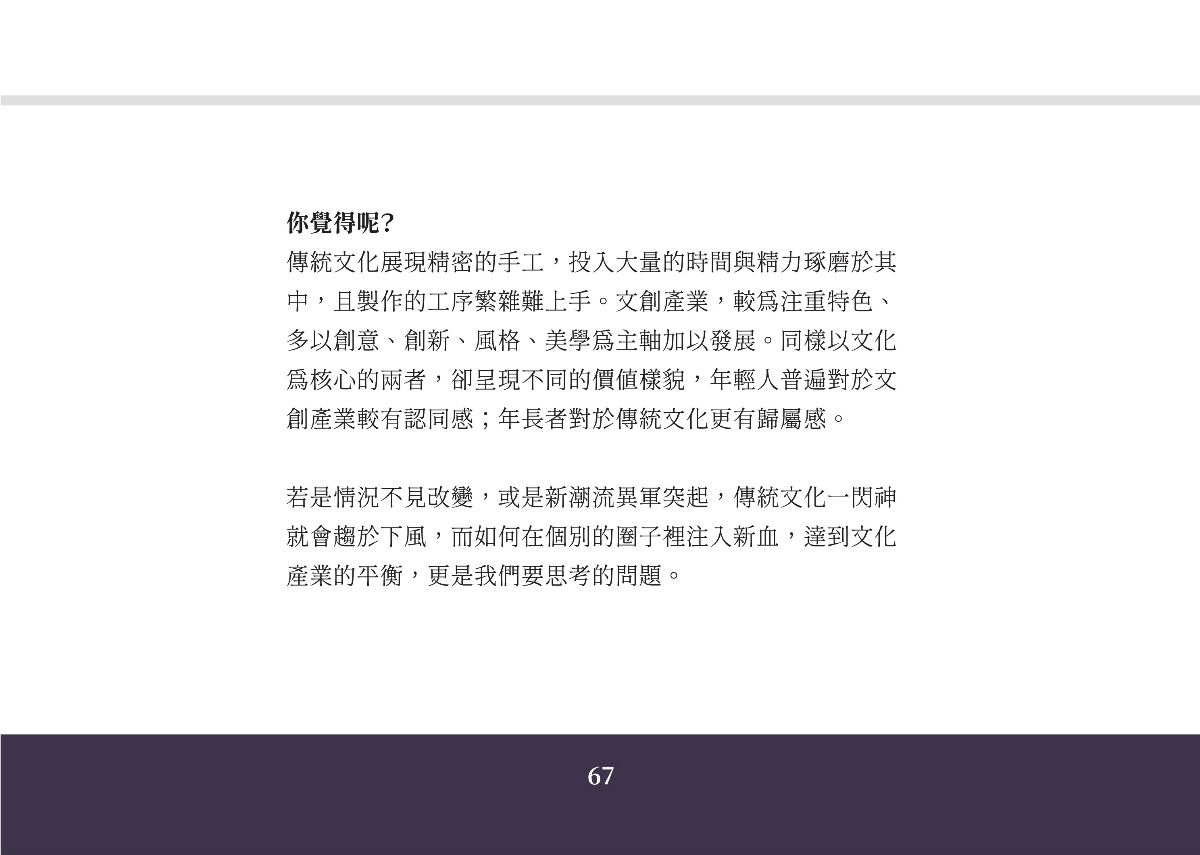 你覺得呢？
傳統文化展現精密的手工，投入大量的時間與精力琢磨於其
中，且製作的工序繁雜難上手。文創產業，較為注重特色、
多以創意、創新、風格、美學為主軸加以發展。同樣以文化
為核心的兩者，卻呈現不同的價值樣貌，年輕人普遍對於文
創產業較有認同感；年長者對於傳統文化更有歸屬感。
若是情況不見改變，或是新潮流異軍突起，傳統文化一閃神
就會趨於下風，而如何在個別的圈子裡注入新血，達到文化
產業的平衡，更是我們要思考的問題。
67